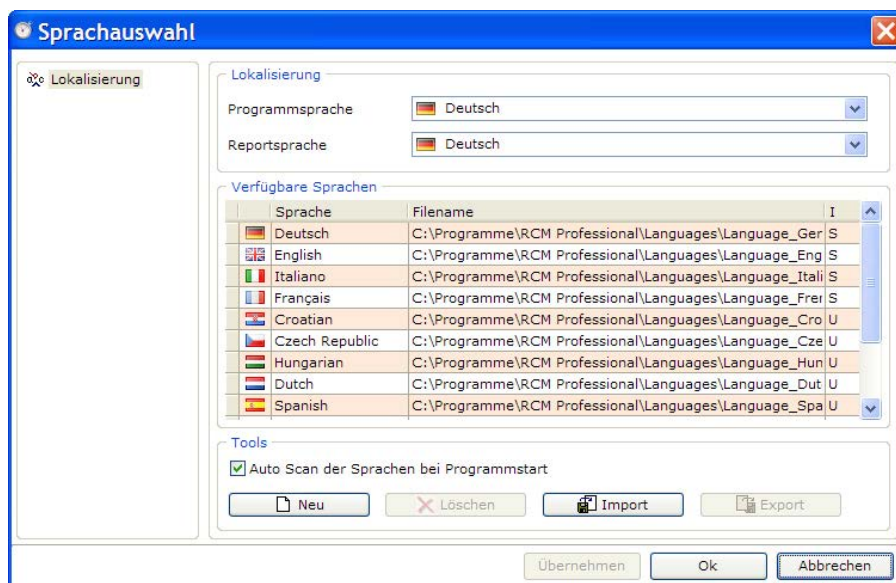 Sprachauswahl
Lokalisierung
Lokalisierung
Programmsprache Deutsch
Reportsprache Deutsch
Verfügbare Sprachen
Sprache Filename I
Deutsch C:\Programme\RCM Professional\Languages\Language_Ger S
English C:\Programme\RCM Professional\Languages\Language_Eng S
Italiano C:\Programme\RCM Professional\Languages\Language_Itali S
Français C:\Programme\RCM Professional\Languages\Language_Frer S
Croatian C:\Programme\RCM Professional\Languages\Language_Cro U
Czech Republic C:\Programme\RCM Professional\Languages\Language_Cze U
Hungarian C:\Programme\RCM Professional\Languages\Language_Hun U
Dutch C:\Programme\RCM Professional\Languages\Language_Dut U
Spanish C:\Programme\RCM Professional\Languages\Language_Spa U
Tools
Auto Scan der Sprachen bei Programmstart
Neu Löschen Import Export
Übernehmen Ok Abbrechen